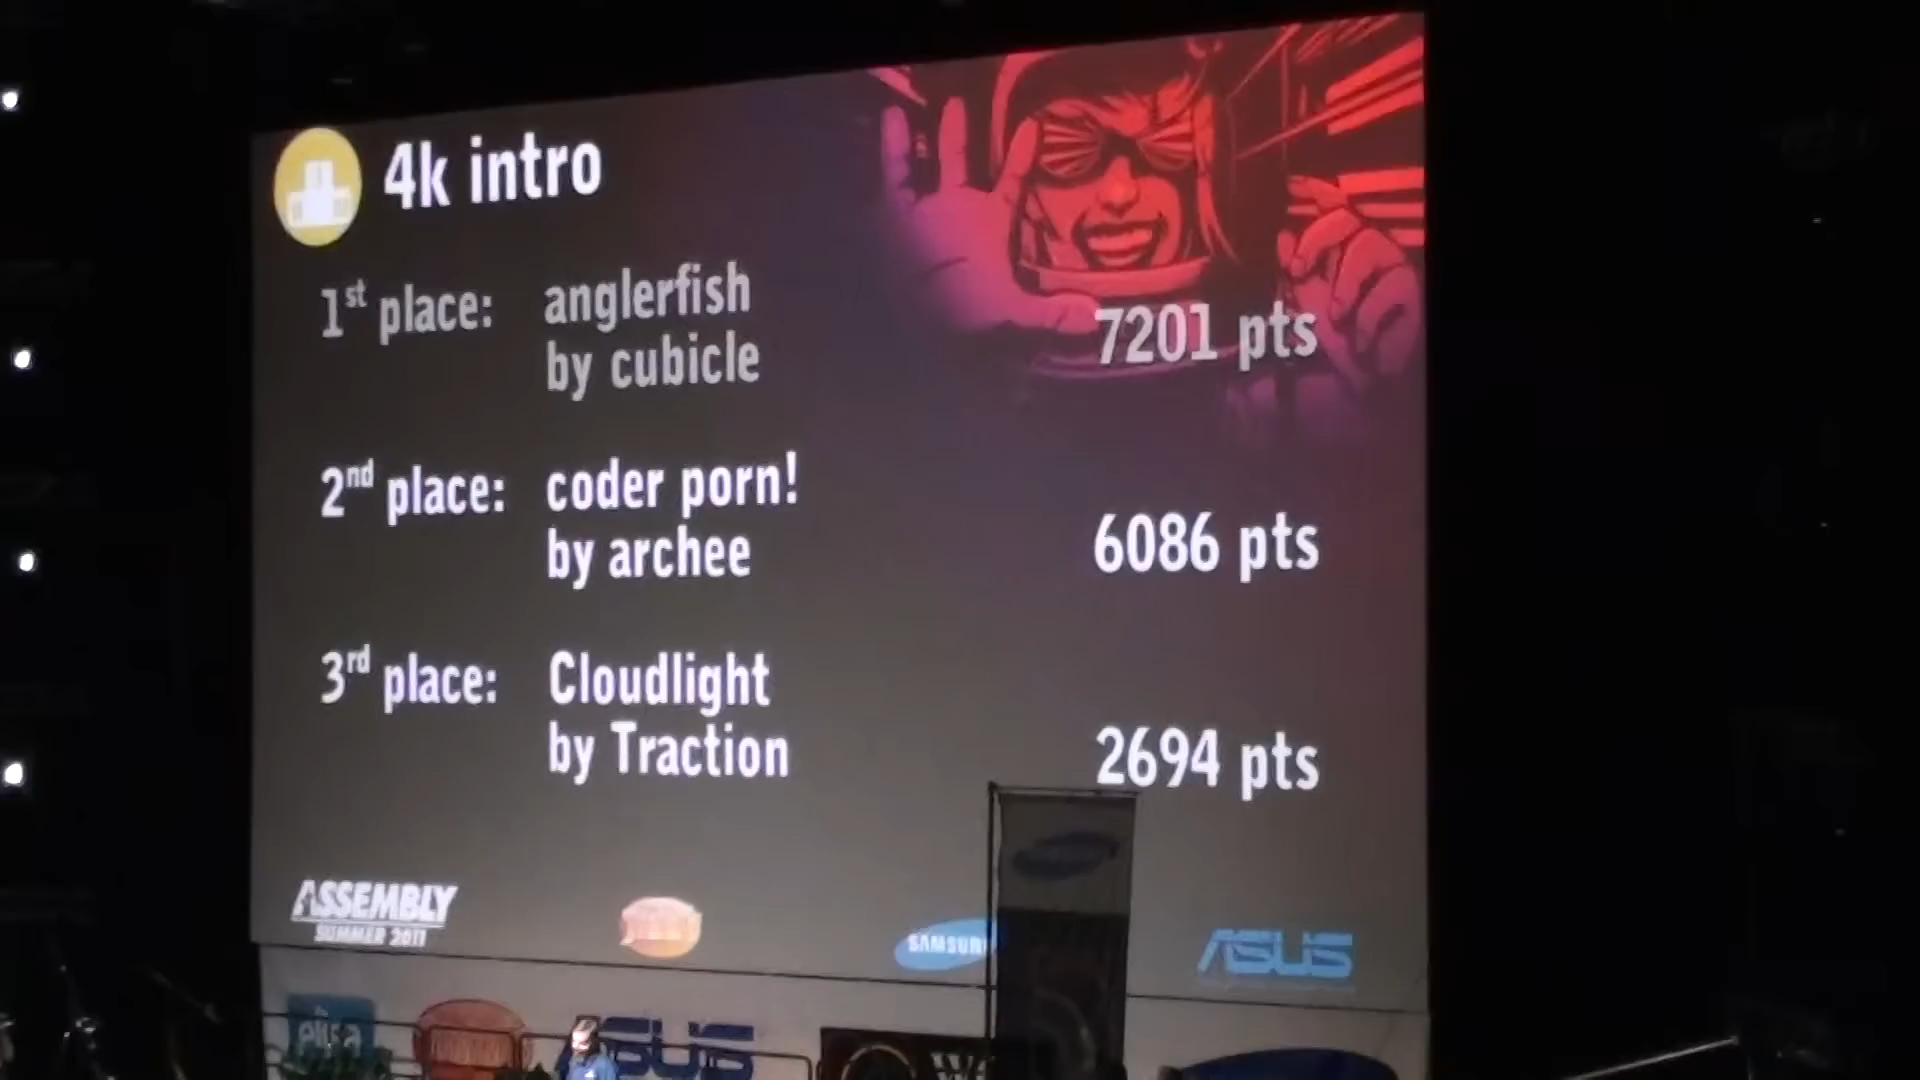 4k intro
1st place: anglerfish
by cubicle
7201 pts
2nd place: coder porn!
by archee
6086 pts
3rd place: Cloudlight
by Traction
2694 pts
ASSEMBLY
SUMMER 2011
SAMSUNG
ASUS
elisa
ASUS